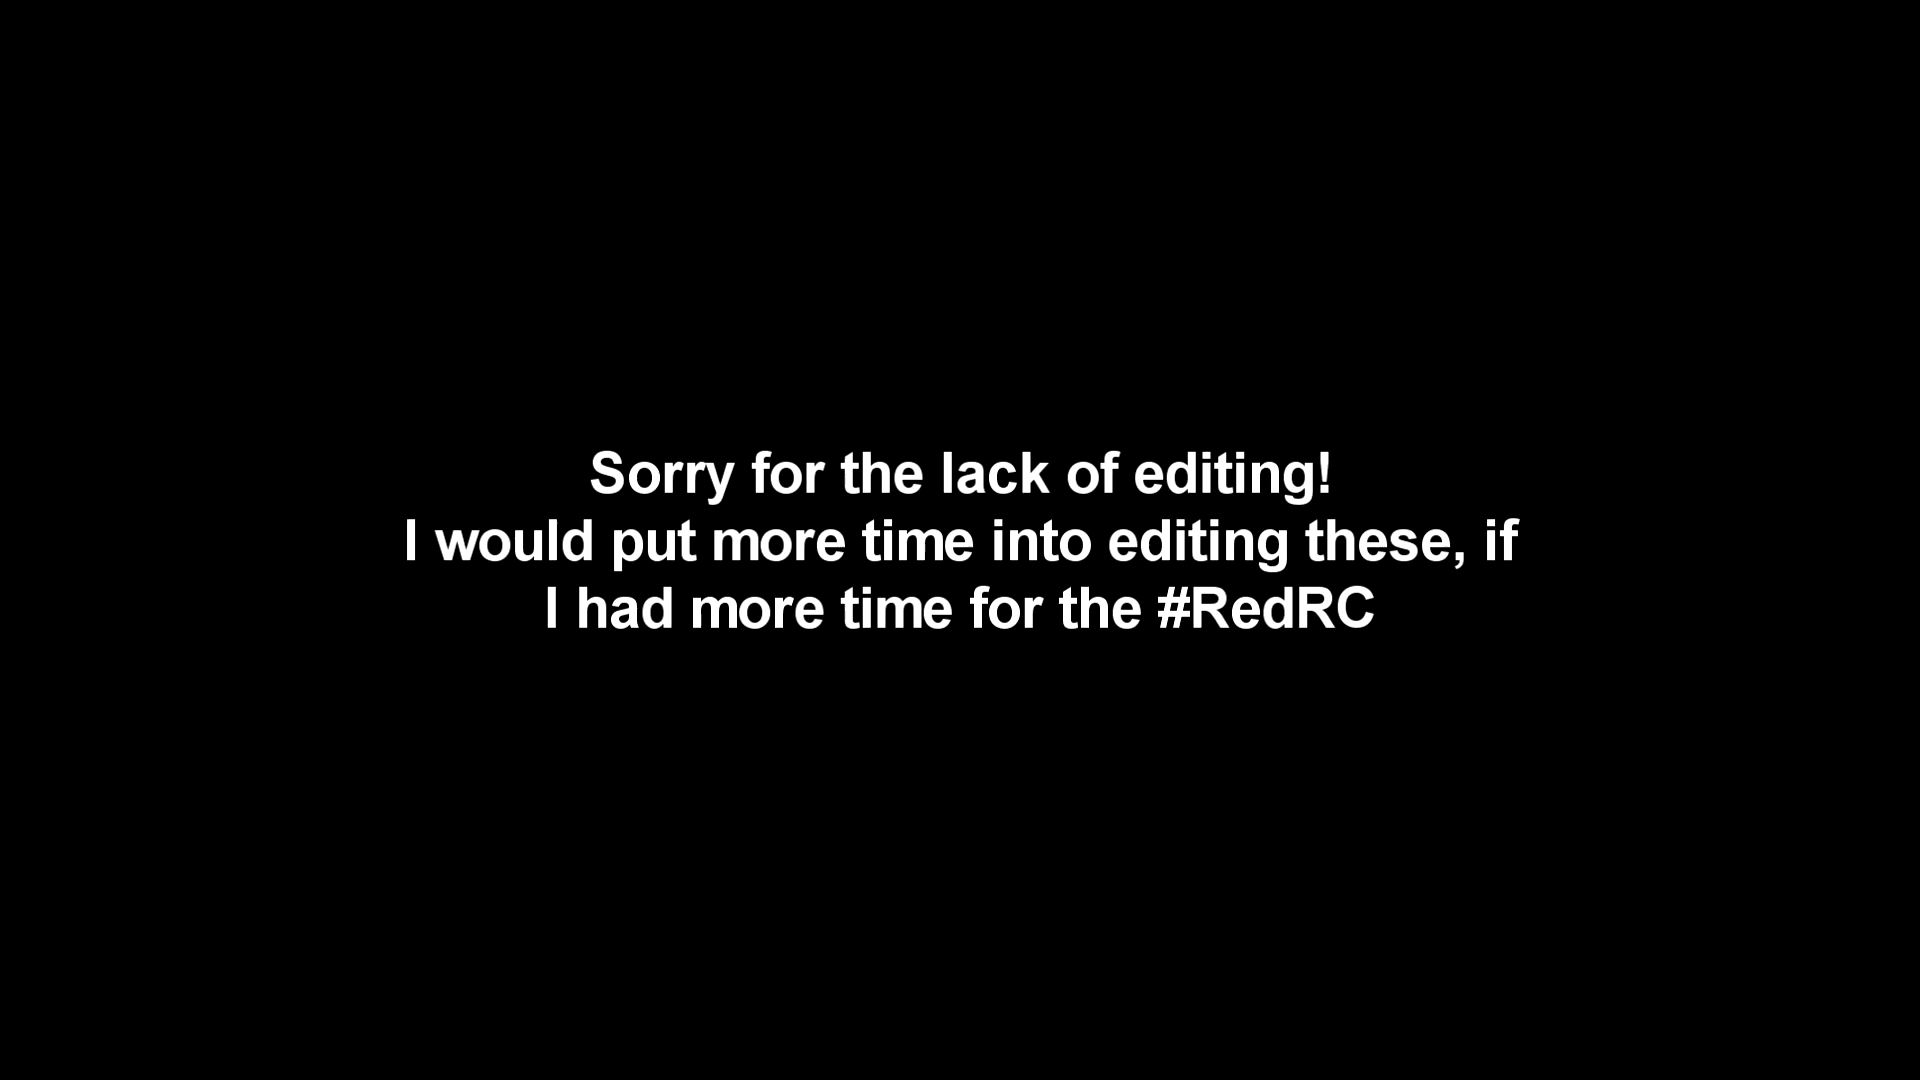 Sorry for the lack of editing!
I would put more time into editing these, if
I had more time for the #RedRC